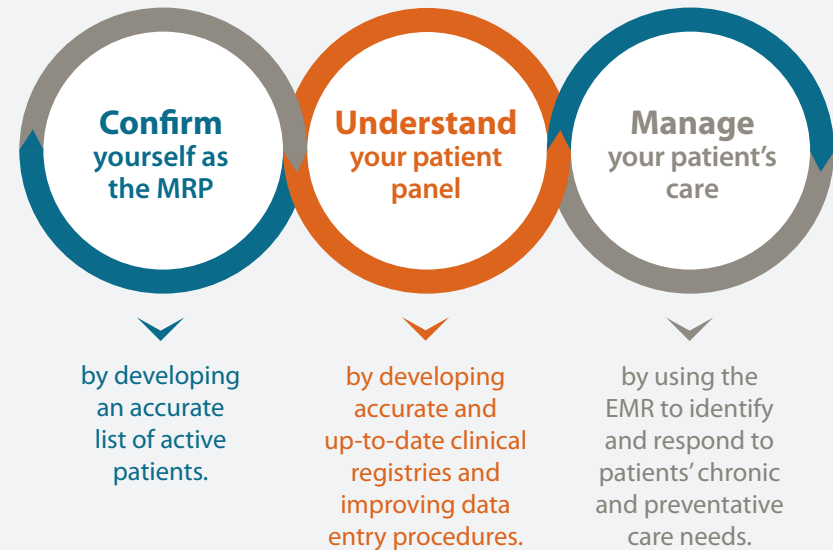 Confirm
yourself as
the MRP
Understand
your patient
panel
Manage
your patient’s
care
by developing
an accurate
list of active
patients.
by developing
accurate and
up-to-date clinical
registries and
improving data
entry procedures.
by using the
EMR to identify
and respond to
patients’ chronic
and preventative
care needs.